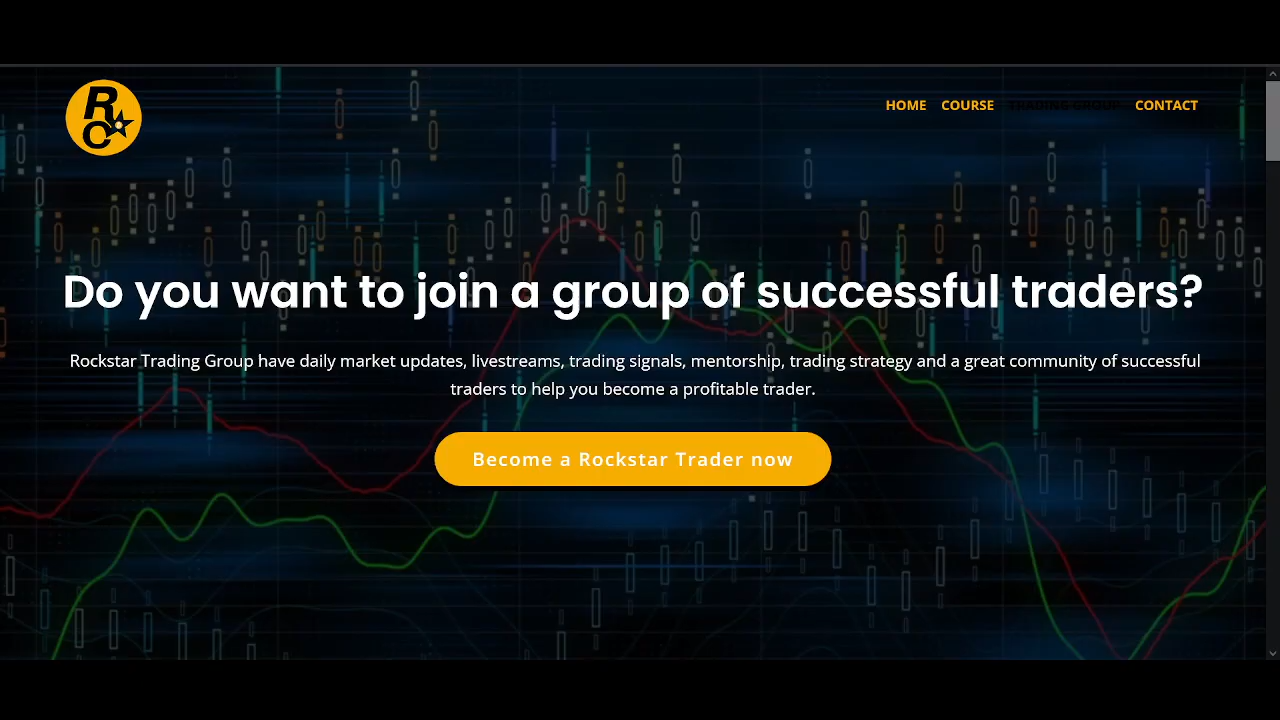 R
C
HOME COURSE TRADING GROUP CONTACT
Do you want to join a group of successful traders?
Rockstar Trading Group have daily market updates, livestreams, trading signals, mentorship, trading strategy and a great community of successful
traders to help you become a profitable trader.
Become a Rockstar Trader now